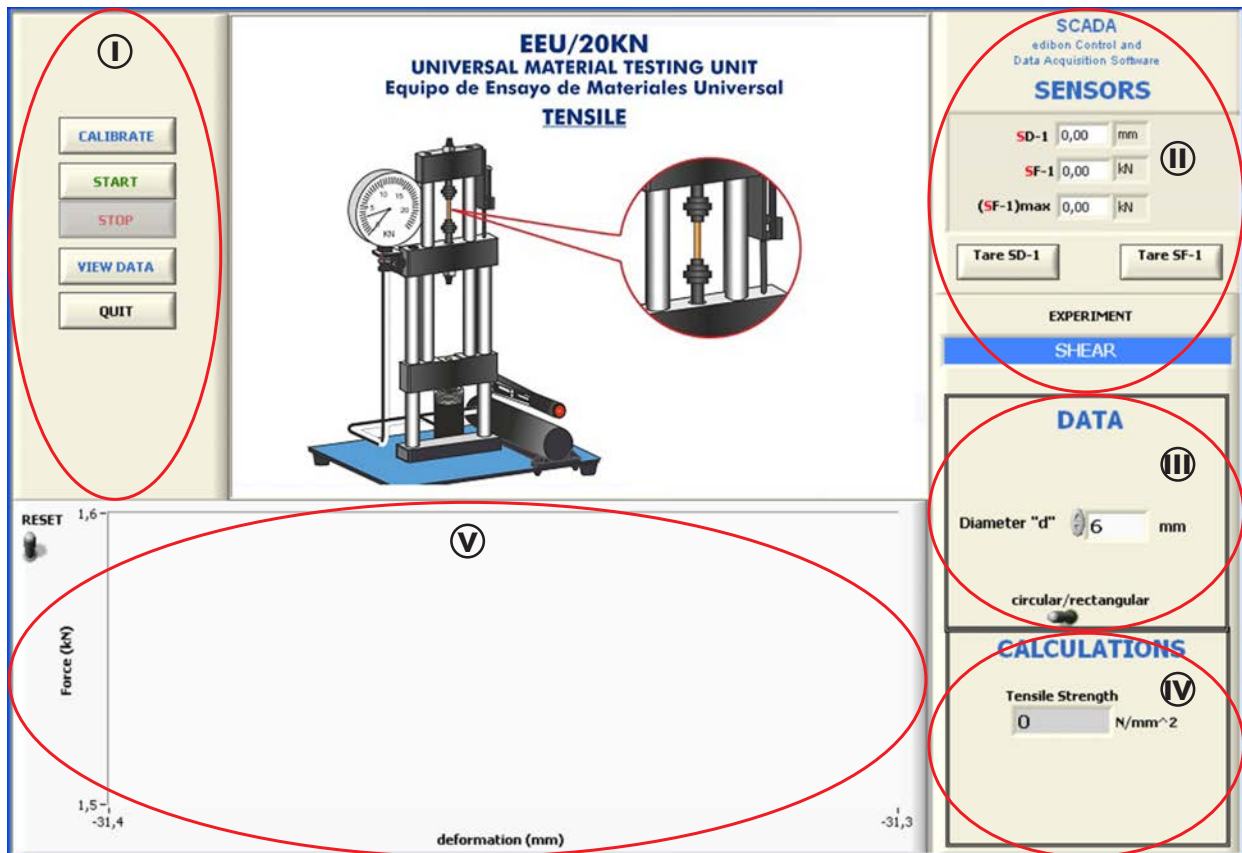 I
CALIBRATE
START
STOP
VIEW DATA
QUIT
EEU/20KN
UNIVERSAL MATERIAL TESTING UNIT
Equipo de Ensayo de Materiales Universal
TENSILE
5
10
15
20
KN
SCADA
edibon Control and
Data Acquisition Software
SENSORS
SD-1 0,00 mm
II
SF-1 0,00 kN
(SF-1)max 0,00 kN
Tare SD-1 Tare SF-1
EXPERIMENT
SHEAR
DATA
III
Diameter "d" 6 mm
circular/rectangular
CALCULATIONS
IV
Tensile Strength
0 N/mm^2
RESET
V
1,6
Force (kN)
1,5
-31,4 -31,3
deformation (mm)